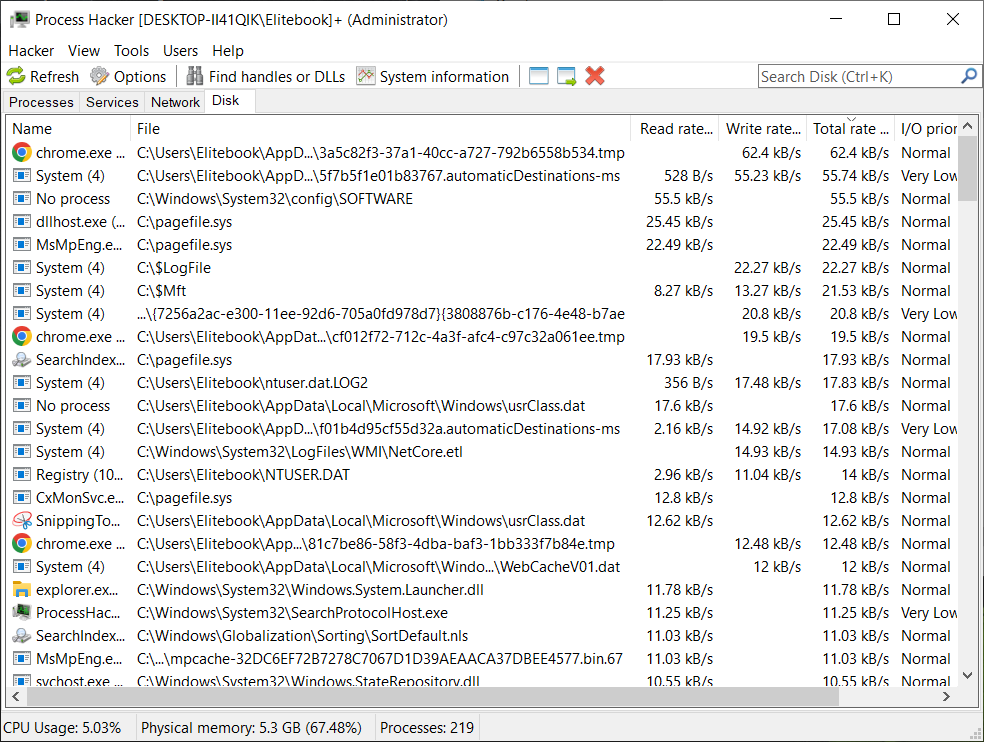 Process Hacker [DESKTOP-II41QIK\Elitebook]+ (Administrator)
Hacker View Tools Users Help
Refresh Options Find handles or DLLs System information Search Disk (Ctrl+K)
Processes Services Network Disk
Name File Read rate... Write rate... Total rate ... I/O prior
chrome.exe ... C:\Users\Elitebook\AppD...\3a5c82f3-37a1-40cc-a727-792b6558b534.tmp 62.4 kB/s 62.4 kB/s Normal
System (4) C:\Users\Elitebook\AppD...\5f7b5f1e01b83767.automaticDestinations-ms 528 B/s 55.23 kB/s 55.74 kB/s Very Low
No process C:\Windows\System32\config\SOFTWARE 55.5 kB/s 55.5 kB/s Normal
dllhost.exe (... C:\pagefile.sys 25.45 kB/s 25.45 kB/s Normal
MsMpEng.e... C:\pagefile.sys 22.49 kB/s 22.49 kB/s Normal
System (4) C:\$LogFile 22.27 kB/s 22.27 kB/s Normal
System (4) C:\$Mft 8.27 kB/s 13.27 kB/s 21.53 kB/s Normal
System (4) ...\{7256a2ac-e300-11ee-92d6-705a0fd978d7}{3808876b-c176-4e48-b7ae 20.8 kB/s 20.8 kB/s Very Low
chrome.exe ... C:\Users\Elitebook\AppDat...\cf012f72-712c-4a3f-afc4-c97c32a061ee.tmp 19.5 kB/s 19.5 kB/s Normal
SearchIndex... C:\pagefile.sys 17.93 kB/s 17.93 kB/s Normal
System (4) C:\Users\Elitebook\ntuser.dat.LOG2 356 B/s 17.48 kB/s 17.83 kB/s Normal
No process C:\Users\Elitebook\AppData\Local\Microsoft\Windows\usrClass.dat 17.6 kB/s 17.6 kB/s Normal
System (4) C:\Users\Elitebook\AppD...\f01b4d95cf55d32a.automaticDestinations-ms 2.16 kB/s 14.92 kB/s 17.08 kB/s Very Low
System (4) C:\Windows\System32\LogFiles\WMI\NetCore.etl 14.93 kB/s 14.93 kB/s Normal
Registry (10... C:\Users\Elitebook\NTUSER.DAT 2.96 kB/s 11.04 kB/s 14 kB/s Normal
CxMonSvc.e... C:\pagefile.sys 12.8 kB/s 12.8 kB/s Normal
SnippingTo... C:\Users\Elitebook\AppData\Local\Microsoft\Windows\usrClass.dat 12.62 kB/s 12.62 kB/s Normal
chrome.exe ... C:\Users\Elitebook\App...\81c7be86-58f3-4dba-baf3-1bb333f7b84e.tmp 12.48 kB/s 12.48 kB/s Normal
System (4) C:\Users\Elitebook\AppData\Local\Microsoft\Windo...\WebCacheV01.dat 12 kB/s 12 kB/s Normal
explorer.ex... C:\Windows\System32\Windows.System.Launcher.dll 11.78 kB/s 11.78 kB/s Normal
ProcessHac... C:\Windows\System32\SearchProtocolHost.exe 11.25 kB/s 11.25 kB/s Very Low
SearchIndex... C:\Windows\Globalization\Sorting\SortDefault.nls 11.03 kB/s 11.03 kB/s Normal
MsMpEng.e... C:\...\mpcache-32DC6EF72B7278C7067D1D39AEAACA37DBEE4577.bin.67 11.03 kB/s 11.03 kB/s Normal
svchost.exe ... C:\Windows\System32\Windows.StateRepository.dll 10.55 kB/s 10.55 kB/s Normal
CPU Usage: 5.03% Physical memory: 5.3 GB (67.48%) Processes: 219